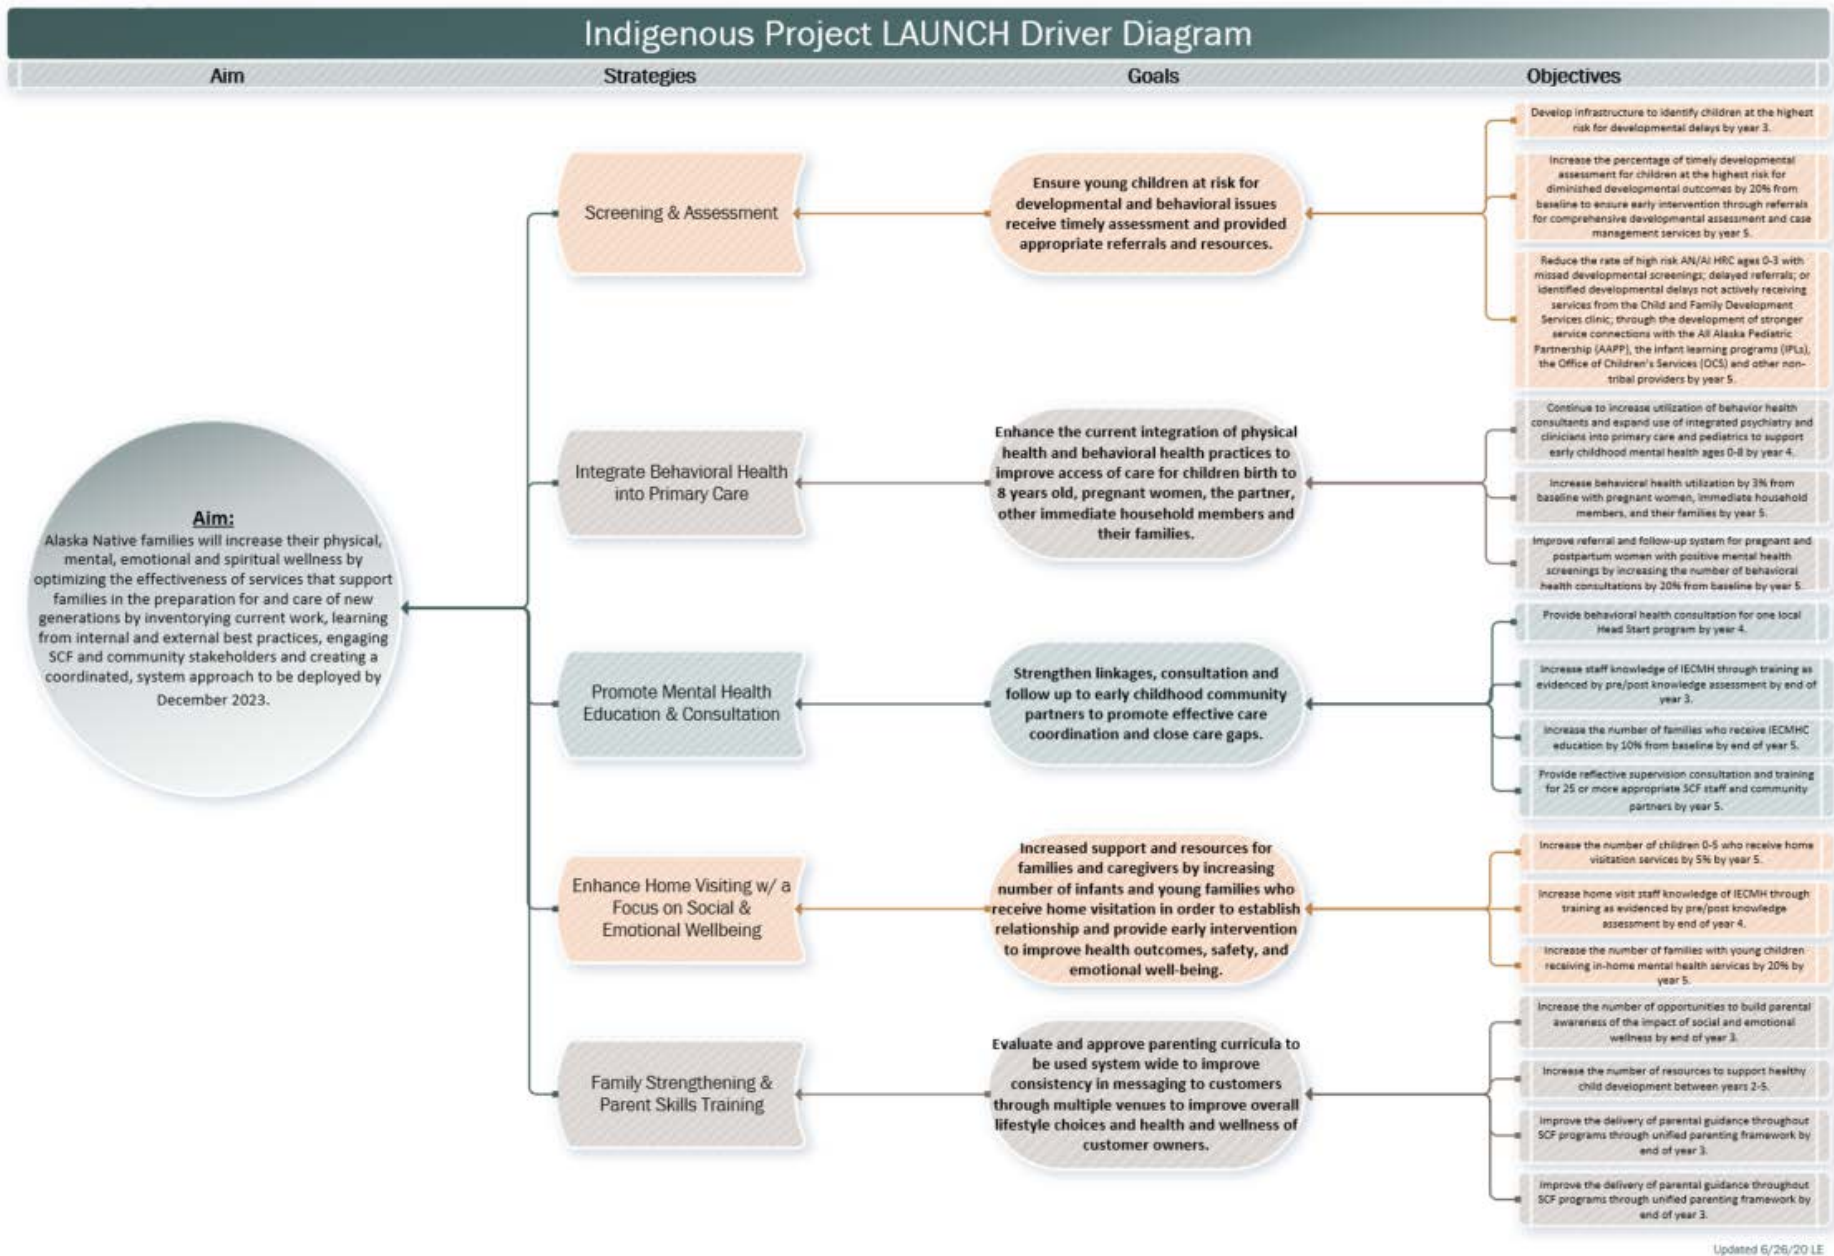 Indigenous Project LAUNCH Driver Diagram
Aim
Strategies
Goals
Objectives
Aim:
Alaska Native families will increase their physical,
mental, emotional and spiritual wellness by
optimizing the effectiveness of services that support
families in the preparation for and care of new
generations by inventorying current work, learning
from internal and external best practices, engaging
SCF and community stakeholders and creating a
coordinated, system approach to be deployed by
December 2023.
Screening & Assessment
Ensure young children at risk for
developmental and behavioral issues
receive timely assessment and provided
appropriate referrals and resources.
Develop infrastructure to identify children at the highest
risk for developmental delays by year 3.
Increase the percentage of timely developmental
assessment for children at the highest risk for
diminished developmental outcomes by 20% from
baseline to ensure early intervention through referrals
for comprehensive developmental assessment and case
management services by year 5.
Reduce the rate of high risk AN/AI HRC ages 0-3 with
missed developmental screenings; delayed referrals; or
identified developmental delays not actively receiving
services from the Child and Family Development
Services clinic; through the development of stronger
service connections with the All Alaska Pediatric
Partnership (AAPP), the infant learning programs (IPLs),
the Office of Children's Services (OCS) and other non-
tribal providers by year 5.
Integrate Behavioral Health
into Primary Care
Enhance the current integration of physical
health and behavioral health practices to
improve access of care for children birth to
8 years old, pregnant women, the partner,
other immediate household members and
their families.
Continue to increase utilization of behavior health
consultants and expand use of integrated psychiatry and
clinicians into primary care and pediatrics to support
early childhood mental health ages 0-8 by year 4.
Increase behavioral health utilization by 3% from
baseline with pregnant women, immediate household
members, and their families by year 5.
Improve referral and follow-up system for pregnant and
postpartum women with positive mental health
screenings by increasing the number of behavioral
health consultations by 20% from baseline by year 5.
Promote Mental Health
Education & Consultation
Strengthen linkages, consultation and
follow up to early childhood community
partners to promote effective care
coordination and close care gaps.
Provide behavioral health consultation for one local
Head Start program by year 4.
Increase staff knowledge of IECMH through training as
evidenced by pre/post knowledge assessment by end of
year 3.
Increase the number of families who receive IECMHC
education by 10% from baseline by end of year 5.
Provide reflective supervision consultation and training
for 25 or more appropriate SCF staff and community
partners by year 5.
Enhance Home Visiting w/ a
Focus on Social &
Emotional Wellbeing
Increased support and resources for
families and caregivers by increasing
number of infants and young families who
receive home visitation in order to establish
relationship and provide early intervention
to improve health outcomes, safety, and
emotional well-being.
Increase the number of children 0-5 who receive home
visitation services by 5% by year 5.
Increase home visit staff knowledge of IECMH through
training as evidenced by pre/post knowledge
assessment by end of year 4.
Increase the number of families with young children
receiving in-home mental health services by 20% by
year 5.
Family Strengthening &
Parent Skills Training
Evaluate and approve parenting curricula to
be used system wide to improve
consistency in messaging to customers
through multiple venues to improve overall
lifestyle choices and health and wellness of
customer owners.
Increase the number of opportunities to build parental
awareness of the impact of social and emotional
wellness by end of year 3.
Increase the number of resources to support healthy
child development between years 2-5.
Improve the delivery of parental guidance throughout
SCF programs through unified parenting framework by
end of year 3.
Improve the delivery of parental guidance throughout
SCF programs through unified parenting framework by
end of year 3.
Updated 6/26/20 LE